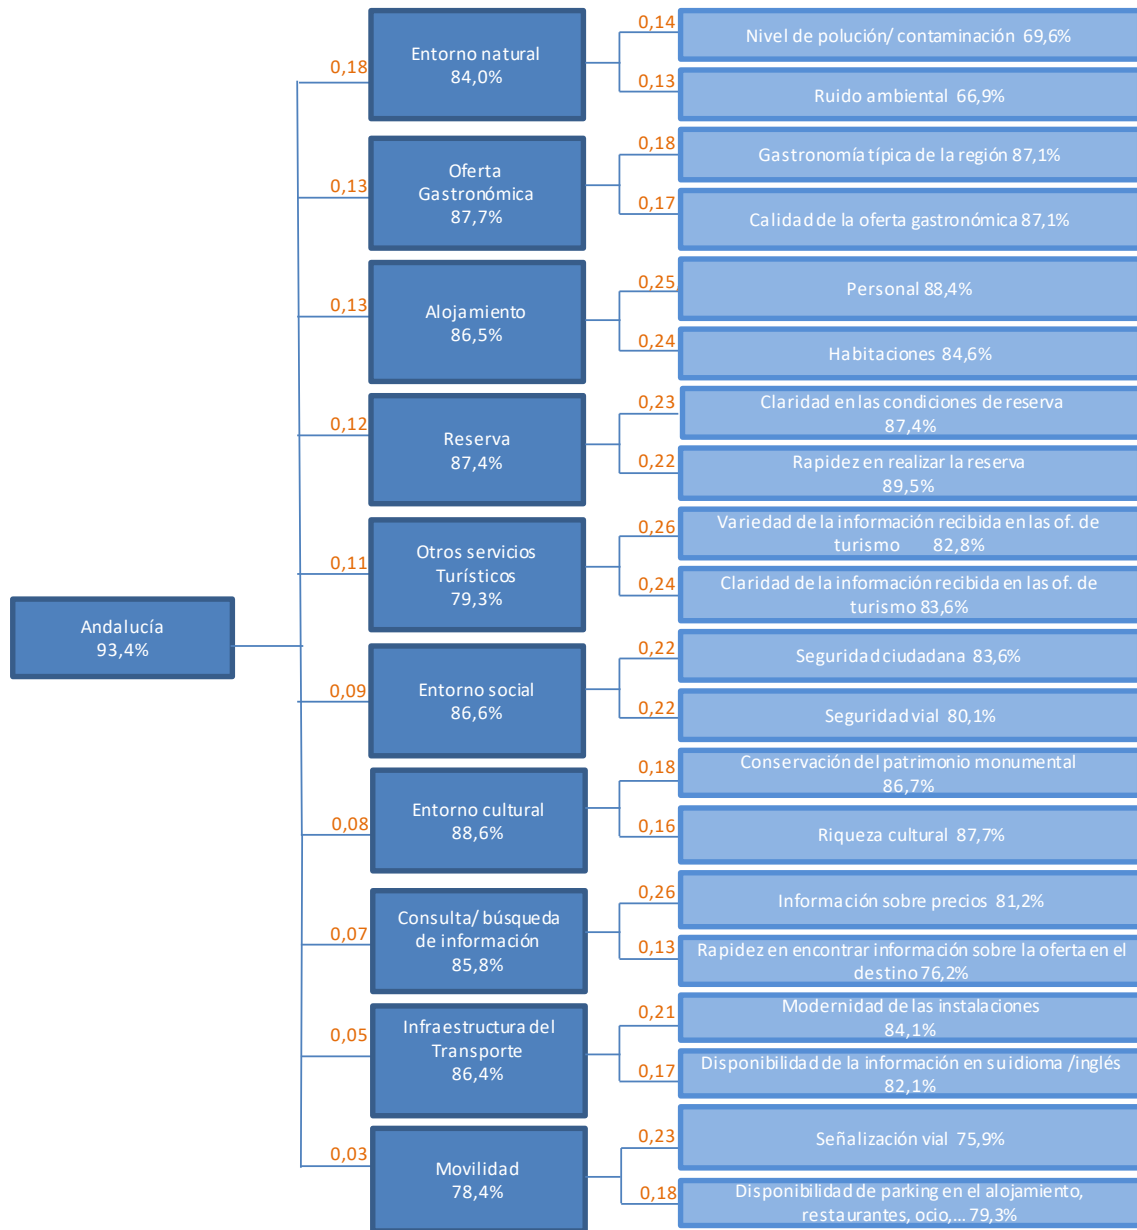 0,18
Entorno natural
84,0%
0,14
Nivel de polución/ contaminación 69,6%
0,13
Ruido ambiental 66,9%
0,13
Oferta
Gastronómica
87,7%
0,18
Gastronomía típica de la región 87,1%
0,17
Calidad de la oferta gastronómica 87,1%
0,13
Alojamiento
86,5%
0,25
Personal 88,4%
0,24
Habitaciones 84,6%
0,12
Reserva
87,4%
0,23
Claridad en las condiciones de reserva
87,4%
0,22
Rapidez en realizar la reserva
89,5%
0,11
Otros servicios
Turísticos
79,3%
0,26
Variedad de la información recibida en las of. de
turismo 82,8%
0,24
Claridad de la información recibida en las of. de
turismo 83,6%
Andalucía
93,4%
0,09
Entorno social
86,6%
0,22
Seguridad ciudadana 83,6%
0,22
Seguridad vial 80,1%
0,08
Entorno cultural
88,6%
0,18
Conservación del patrimonio monumental
86,7%
0,16
Riqueza cultural 87,7%
0,07
Consulta/ búsqueda
de información
85,8%
0,26
Información sobre precios 81,2%
0,13
Rapidez en encontrar información sobre la oferta en el
destino 76,2%
0,05
Infraestructura del
Transporte
86,4%
0,21
Modernidad de las instalaciones
84,1%
0,17
Disponibilidad de la información en su idioma /inglés
82,1%
0,03
Movilidad
78,4%
0,23
Señalización vial 75,9%
0,18
Disponibilidad de parking en el alojamiento,
restaurantes, ocio,... 79,3%